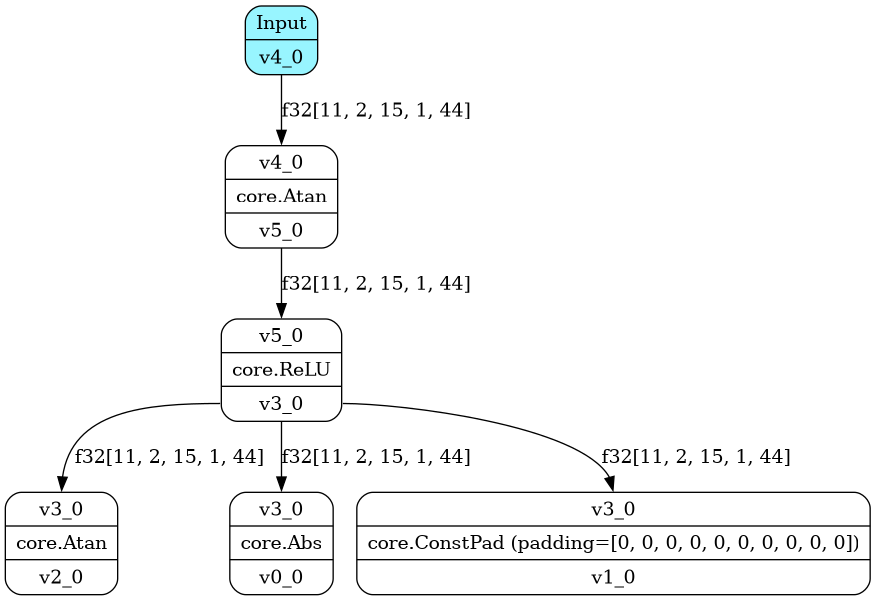 Input
v4_0
f32[11, 2, 15, 1, 44]
v4_0
core.Atan
v5_0
f32[11, 2, 15, 1, 44]
v5_0
core.ReLU
v3_0
f32[11, 2, 15, 1, 44]
f32[11, 2, 15, 1, 44]
f32[11, 2, 15, 1, 44]
v3_0
core.Atan
v2_0
v3_0
core.Abs
v0_0
v3_0
core.ConstPad (padding=[0, 0, 0, 0, 0, 0, 0, 0, 0, 0])
v1_0